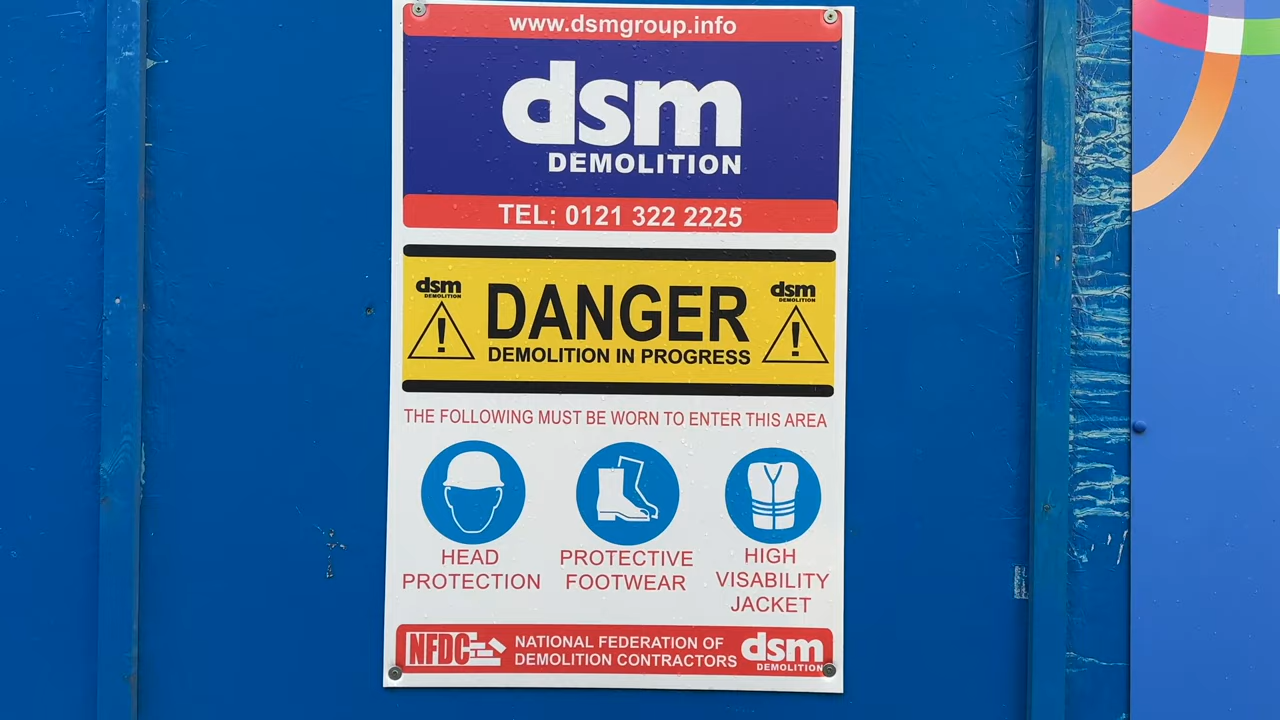 www.dsmgroup.info
dsm
DEMOLITION
TEL: 0121 322 2225
dsm
DEMOLITION
dsm
DEMOLITION
DANGER
DEMOLITION IN PROGRESS
THE FOLLOWING MUST BE WORN TO ENTER THIS AREA
HEAD
PROTECTION
PROTECTIVE
FOOTWEAR
HIGH
VISABILITY
JACKET
NFDC
NATIONAL FEDERATION OF
DEMOLITION CONTRACTORS
dsm
DEMOLITION